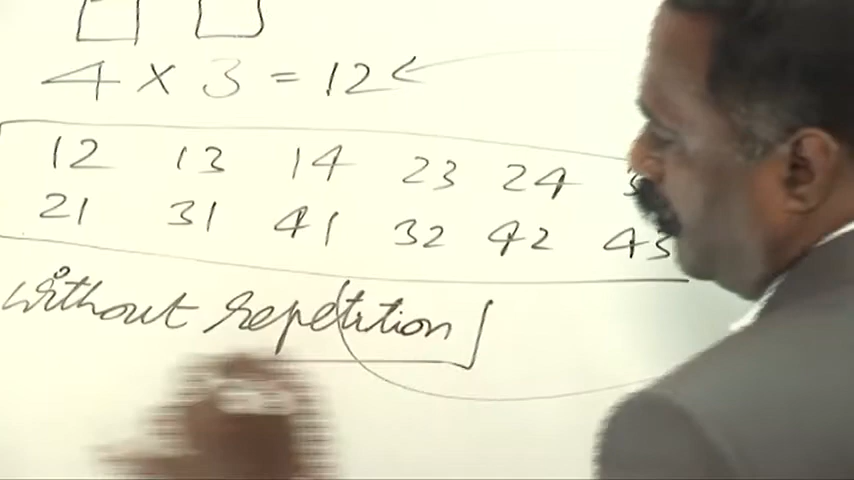 4 × 3 = 12
12 13 14 23 24
21 31 41 32 42 43
without repetition